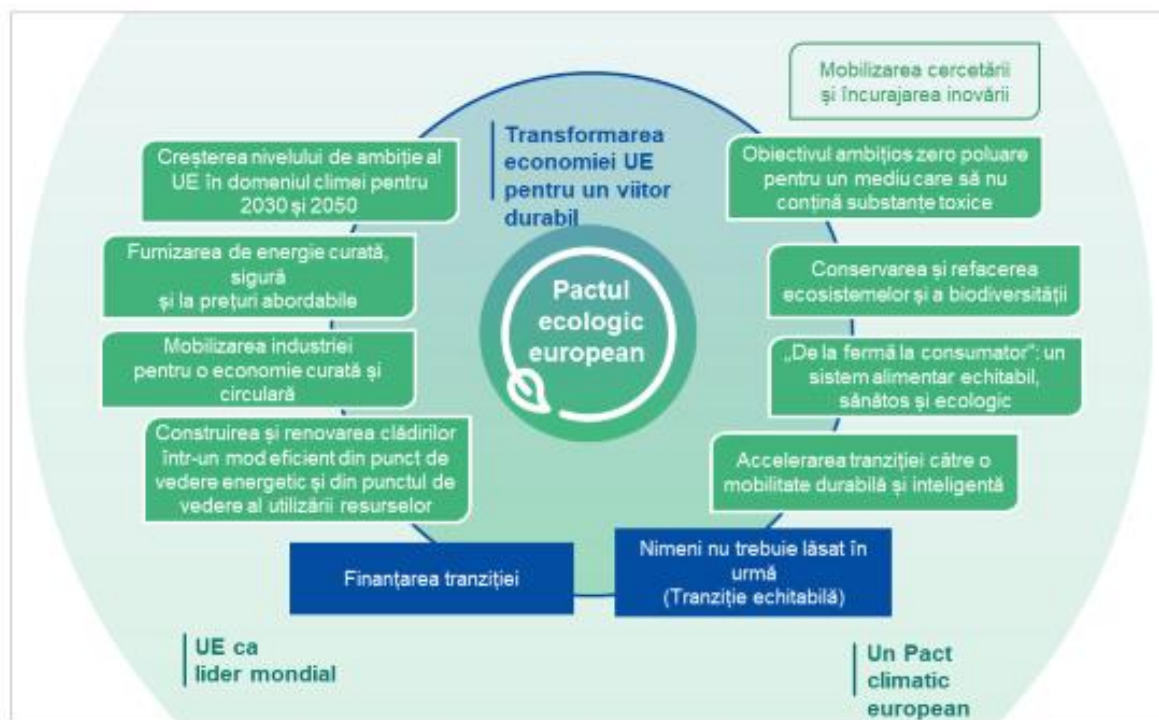 Mobilizarea cercetării
și încurajarea inovării
Transformarea
economiei UE
pentru un viitor
durabil
Creșterea nivelului de ambiție al
UE în domeniul climei pentru
2030 și 2050
Furnizarea de energie curată,
sigură
și la prețuri abordabile
Mobilizarea industriei
pentru o economie curată și
circulară
Construirea și renovarea clădirilor
într-un mod eficient din punct de
vedere energetic și din punctul de
vedere al utilizării resurselor
Pactul
ecologic
european
Obiectivul ambițios zero poluare
pentru un mediu care să nu
conțină substanțe toxice
Conservarea și refacerea
ecosistemelor și a biodiversității
„De la fermă la consumator”: un
sistem alimentar echitabil,
sănătos și ecologic
Accelerarea tranziției către o
mobilitate durabilă și inteligentă
Finanțarea tranziției
Nimeni nu trebuie lăsat în
urmă
(Tranziție echitabilă)
UE ca
lider mondial
Un Pact
climatic
european